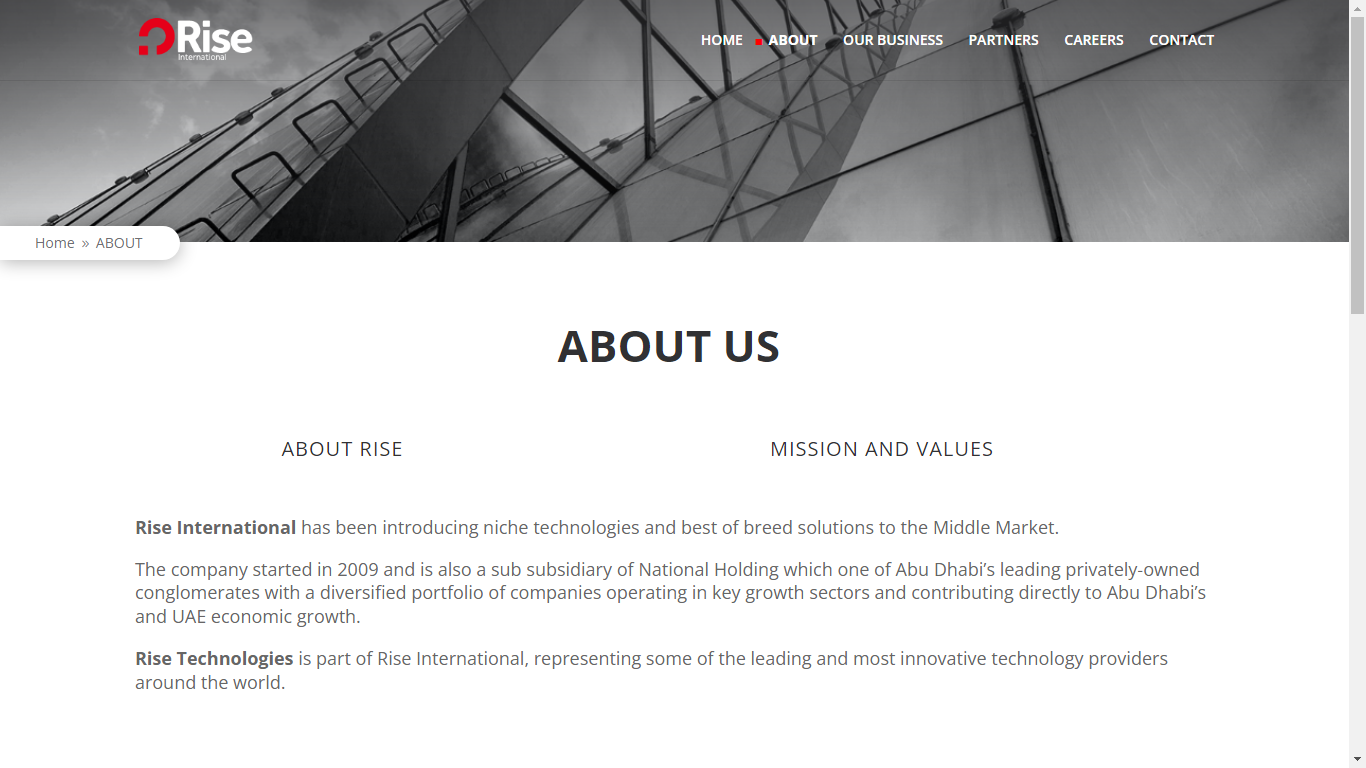 Rise
International
HOME ABOUT OUR BUSINESS PARTNERS CAREERS CONTACT
Home » ABOUT
ABOUT US
ABOUT RISE MISSION AND VALUES
Rise International has been introducing niche technologies and best of breed solutions to the Middle Market.
The company started in 2009 and is also a sub subsidiary of National Holding which one of Abu Dhabi’s leading privately-owned
conglomerates with a diversified portfolio of companies operating in key growth sectors and contributing directly to Abu Dhabi’s
and UAE economic growth.
Rise Technologies is part of Rise International, representing some of the leading and most innovative technology providers
around the world.